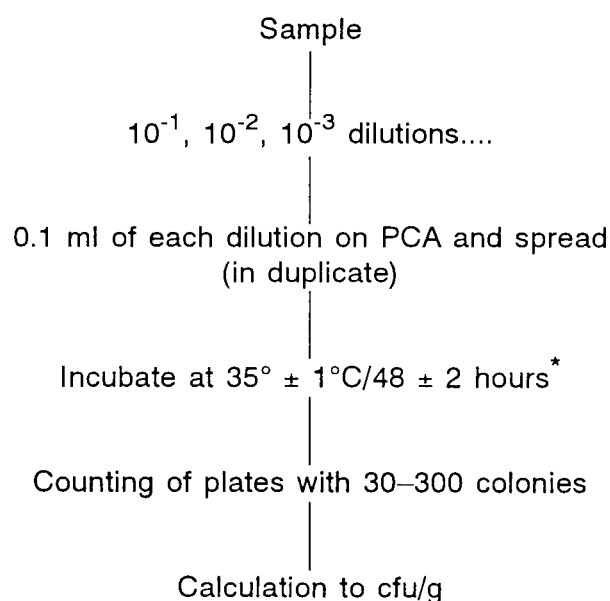 Sample
10⁻¹, 10⁻², 10⁻³ dilutions....
0.1 ml of each dilution on PCA and spread
(in duplicate)
Incubate at 35° ± 1°C/48 ± 2 hours*
Counting of plates with 30–300 colonies
Calculation to cfu/g